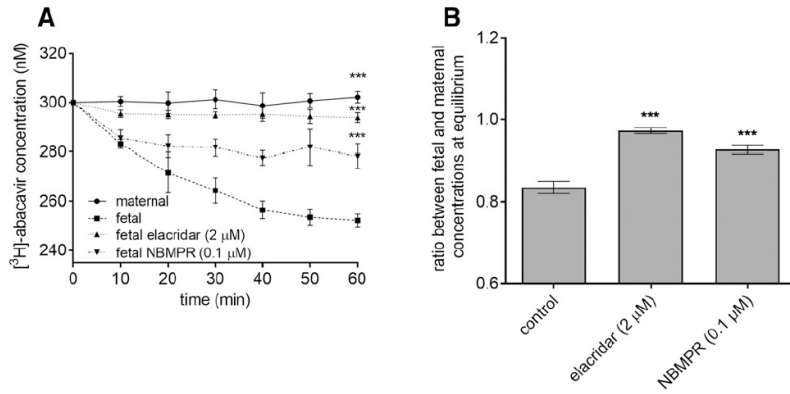 A
[³H]-abacavir concentration (nM)
320
300
280
260
240
***
***
***
maternal
fetal
fetal elacridar (2 μM)
fetal NBMPR (0.1 μM)
0 10 20 30 40 50 60
time (min)
B
ratio between fetal and maternal
concentrations at equilibrium
1.2
1.0
0.8
0.6
***
***
control
elacridar (2 μM)
NBMPR (0.1 μM)